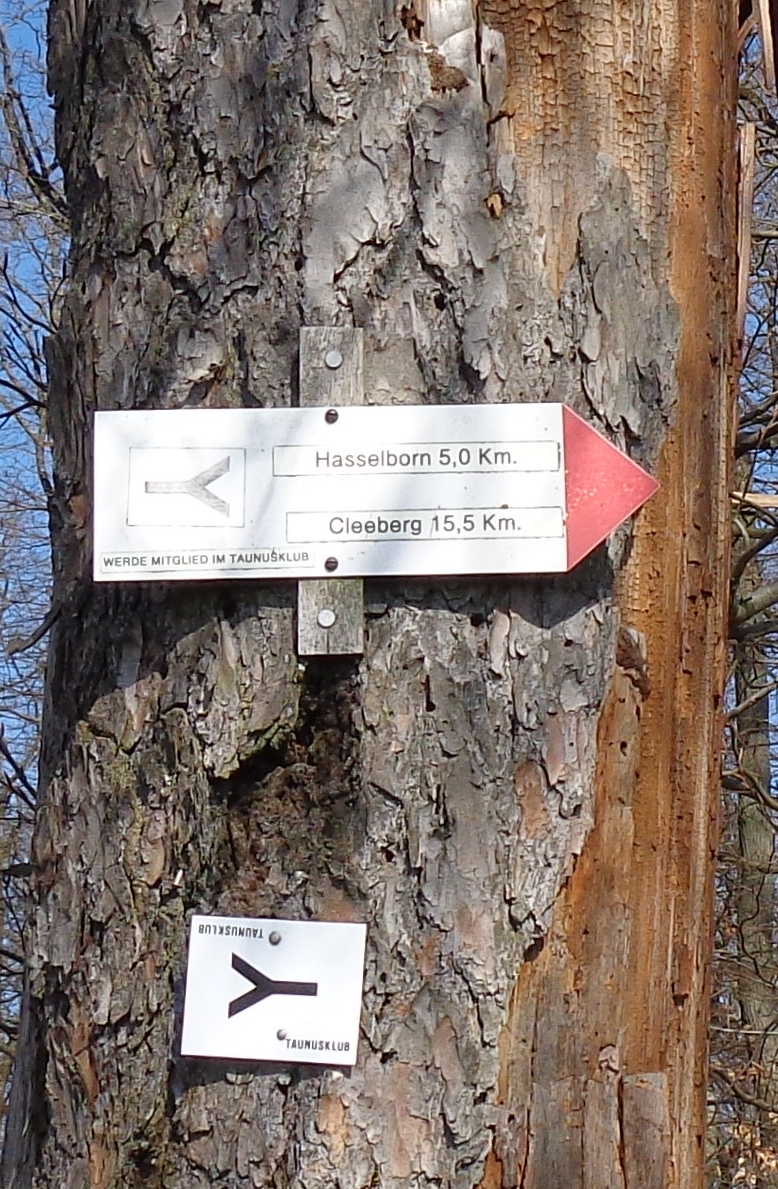 Hasselborn 5,0 Km.
Cleeberg 15,5 Km.
WERDE MITGLIED IM TAUNUSKLUB
TAUNUSKLUB
TAUNUSKLUB